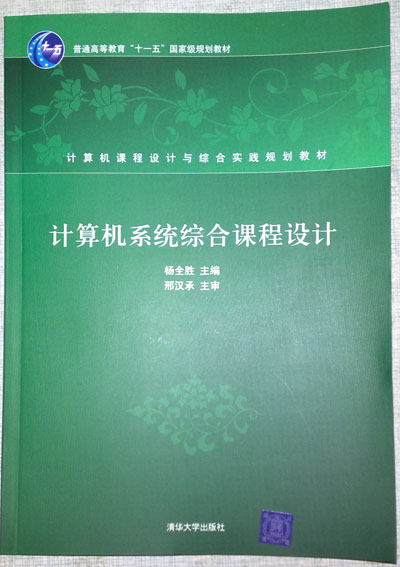 十一五
普通高等教育“十一五”国家级规划教材
计算机课程设计与综合实践规划教材
计算机系统综合课程设计
杨全胜 主编
邢汉承 主审
清华大学出版社